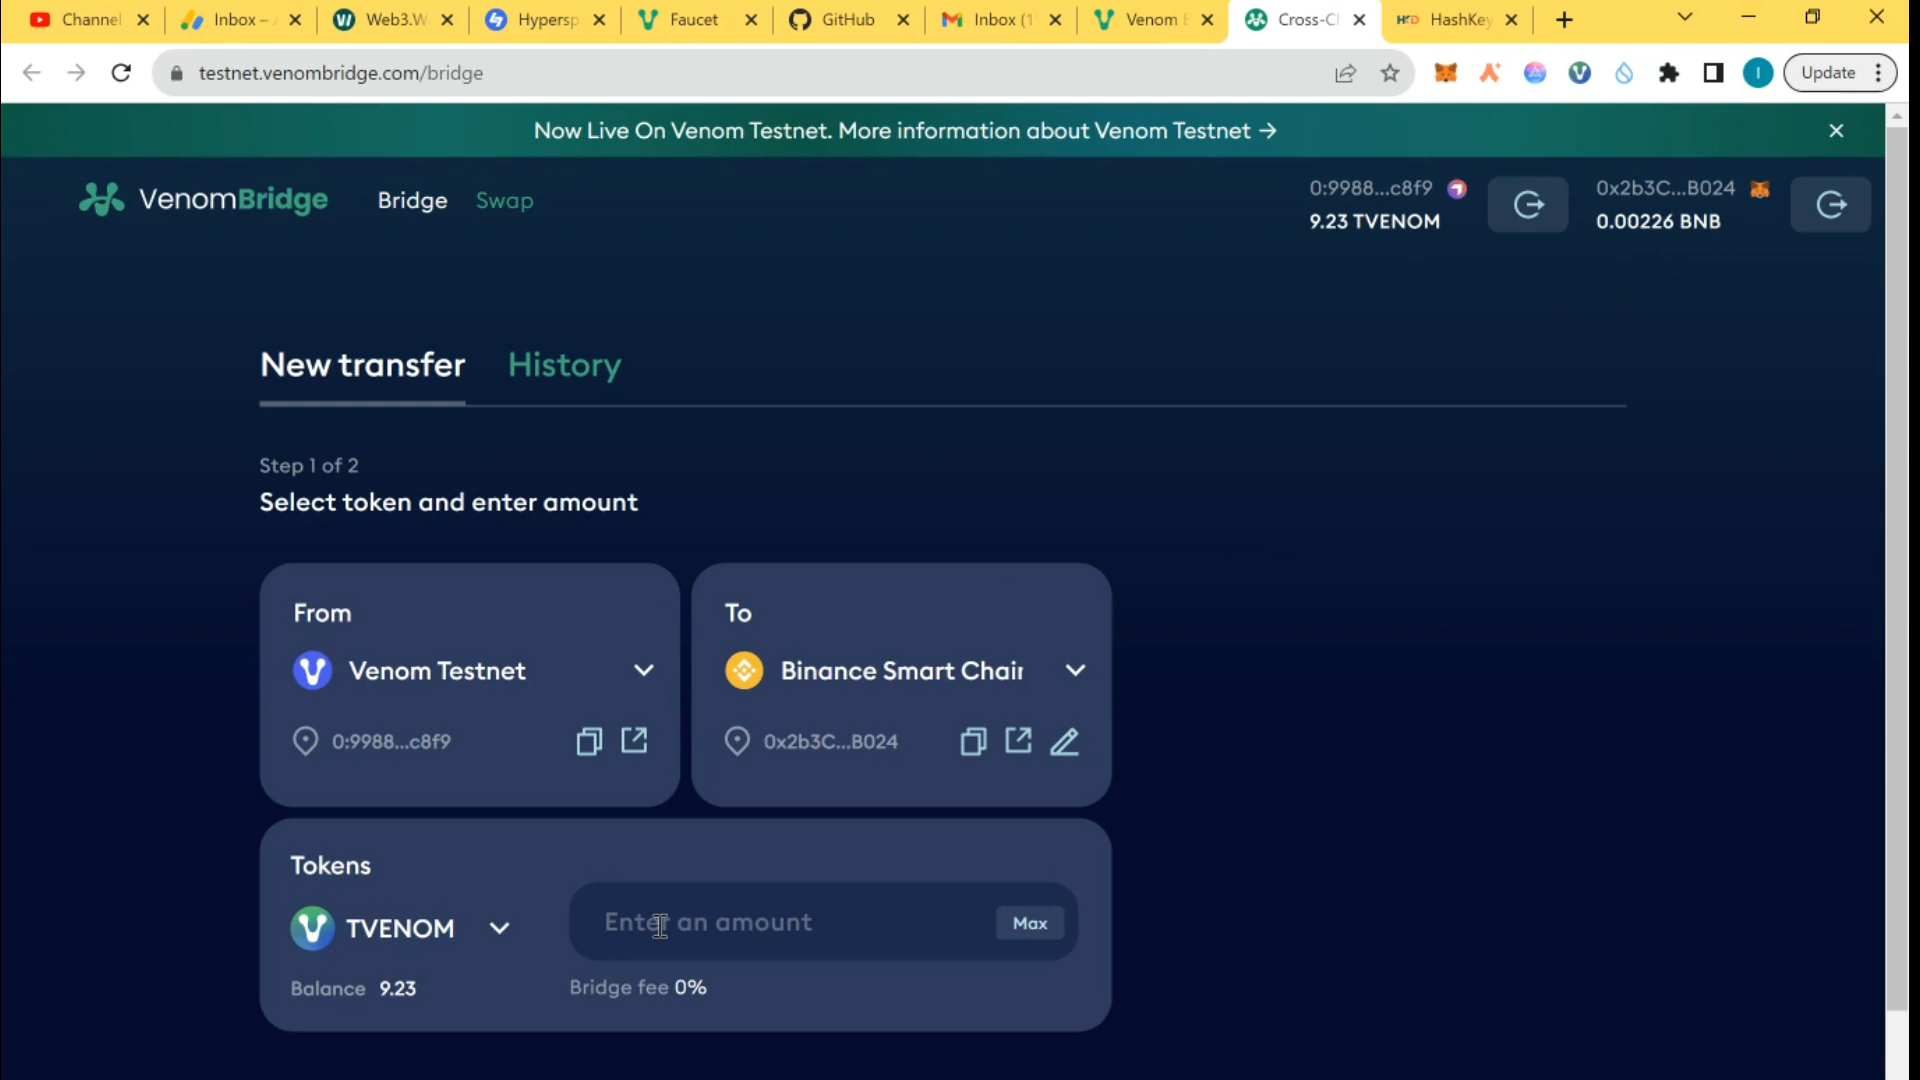 Channel
Inbox –
Web3.W
Hypersp
Faucet
GitHub
Inbox (1
Venom
Cross-C
HashKey
testnet.venombridge.com/bridge
Update
Now Live On Venom Testnet. More information about Venom Testnet →
VenomBridge
Bridge
Swap
0:9988...c8f9
9.23 TVENOM
0x2b3C...B024
0.00226 BNB
New transfer
History
Step 1 of 2
Select token and enter amount
From
Venom Testnet
0:9988...c8f9
To
Binance Smart Chai
0x2b3C...B024
Tokens
TVENOM
Enter an amount
Max
Balance 9.23
Bridge fee 0%